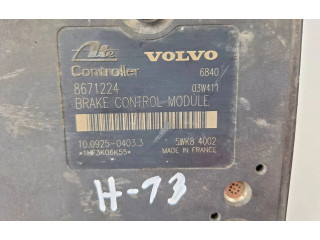 Ate VOLVO
Controller 6840
8671224 03W411
BRAKE CONTROL MODULE
10.0925-0403.3 5WK8 4002
*1HF3K06K55* MADE IN FRANCE
H-73